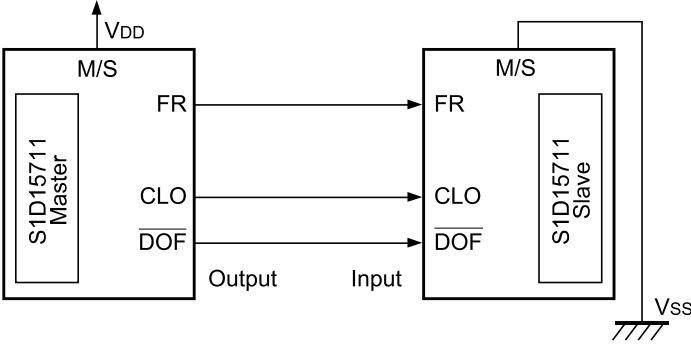 VDD
M/S
FR
CLO
DOF
S1D15711
Master
Output
Input
M/S
FR
CLO
DOF
S1D15711
Slave
VSS